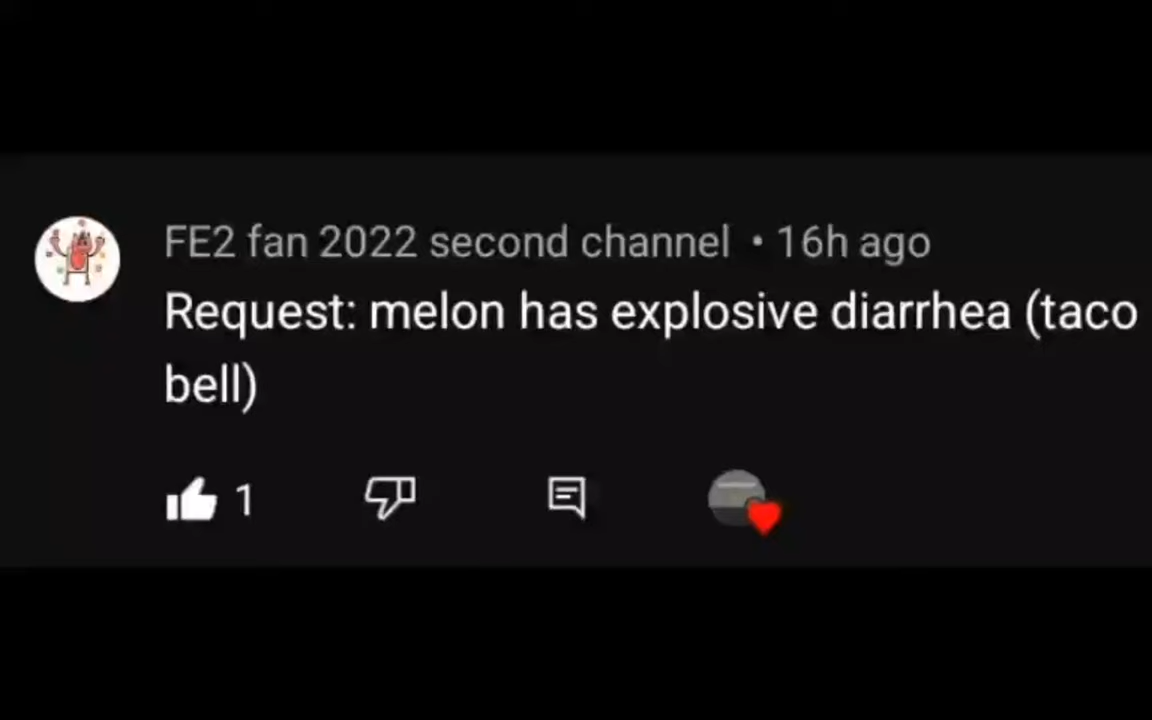 FE2 fan 2022 second channel • 16h ago
Request: melon has explosive diarrhea (taco
bell)
1